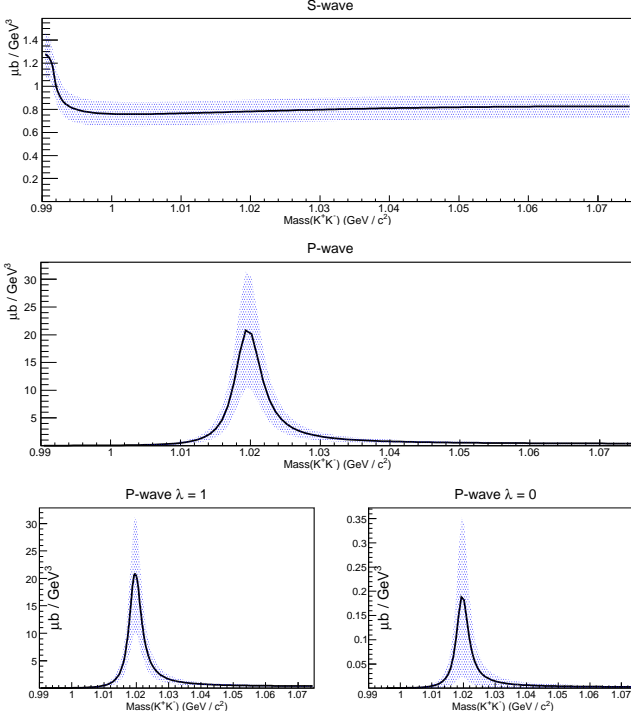 S-wave
μb / GeV³
1.4
1.2
1
0.8
0.6
0.4
0.2
0.99 1 1.01 1.02 1.03 1.04 1.05 1.06 1.07
Mass(K⁺K⁻) (GeV / c²)
P-wave
μb / GeV³
30
25
20
15
10
5
0.99 1 1.01 1.02 1.03 1.04 1.05 1.06 1.07
Mass(K⁺K⁻) (GeV / c²)
P-wave λ = 1
μb / GeV³
30
25
20
15
10
5
0.99 1 1.01 1.02 1.03 1.04 1.05 1.06 1.07
Mass(K⁺K⁻) (GeV / c²)
P-wave λ = 0
μb / GeV³
0.35
0.3
0.25
0.2
0.15
0.1
0.05
0.99 1 1.01 1.02 1.03 1.04 1.05 1.06 1.07
Mass(K⁺K⁻) (GeV / c²)